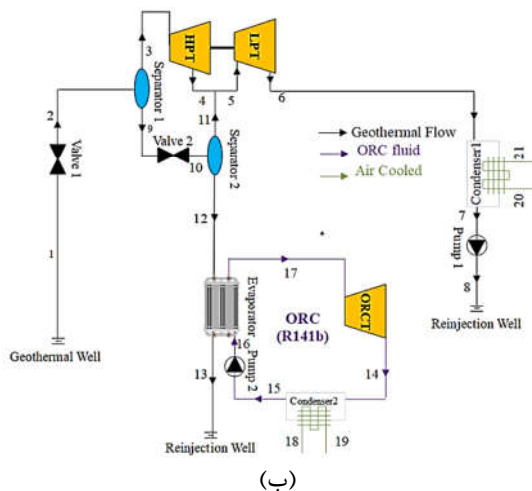 HPT
LPT
3
4
5
6
Separator 1
2
9
11
Valve 2
10
Separator 2
Valve 1
1
12
Geothermal Flow
ORC fluid
Air Cooled
Condenser1
21
20
7
Pump 1
8
Reinjection Well
17
Evaporator
ORC
(R141b)
ORCT
16
Pump 2
15
14
Condenser2
18
19
13
Geothermal Well
Reinjection Well
(ب)